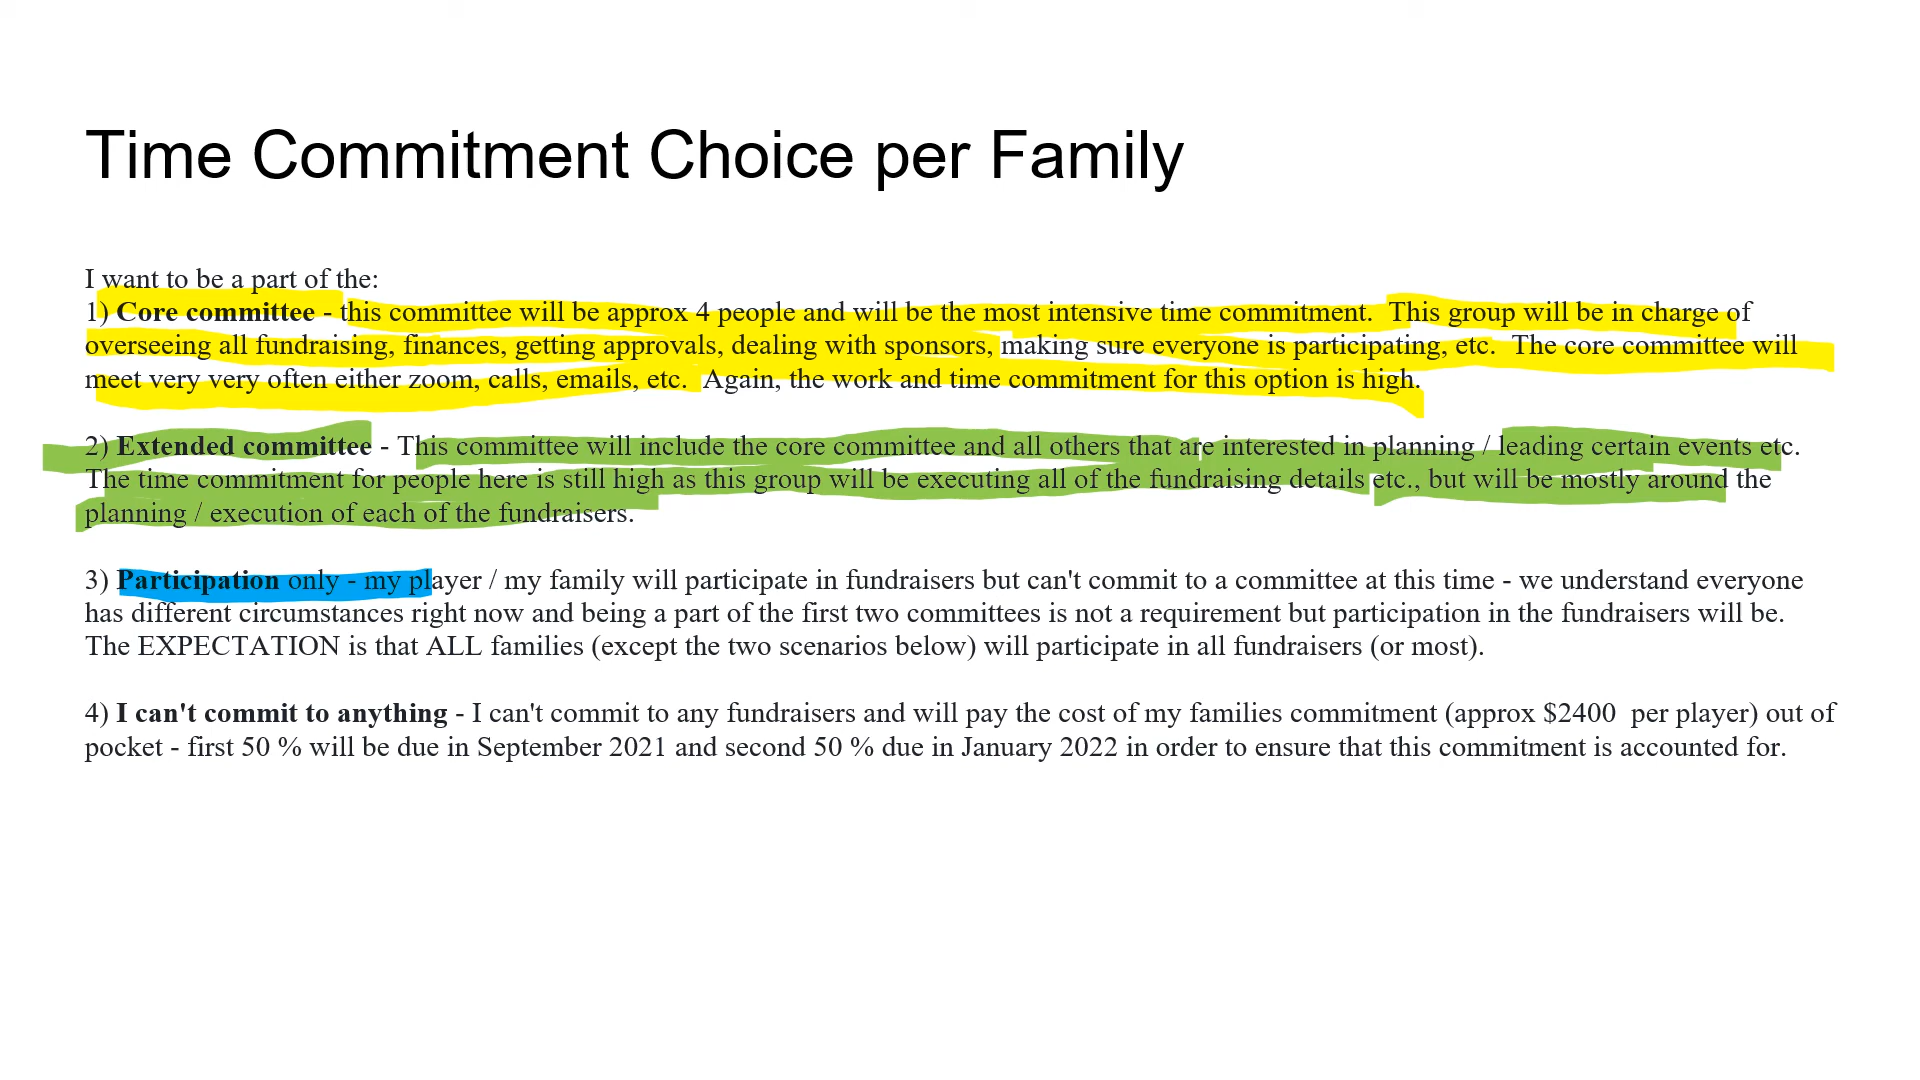 Time Commitment Choice per Family
I want to be a part of the:
1) Core committee - this committee will be approx 4 people and will be the most intensive time commitment.  This group will be in charge of
overseeing all fundraising, finances, getting approvals, dealing with sponsors, making sure everyone is participating, etc.  The core committee will
meet very very often either zoom, calls, emails, etc.  Again, the work and time commitment for this option is high.
2) Extended committee - This committee will include the core committee and all others that are interested in planning / leading certain events etc.
The time commitment for people here is still high as this group will be executing all of the fundraising details etc., but will be mostly around the
planning / execution of each of the fundraisers.
3) Participation only - my player / my family will participate in fundraisers but can't commit to a committee at this time - we understand everyone
has different circumstances right now and being a part of the first two committees is not a requirement but participation in the fundraisers will be.
The EXPECTATION is that ALL families (except the two scenarios below) will participate in all fundraisers (or most).
4) I can't commit to anything - I can't commit to any fundraisers and will pay the cost of my families commitment (approx $2400  per player) out of
pocket - first 50 % will be due in September 2021 and second 50 % due in January 2022 in order to ensure that this commitment is accounted for.